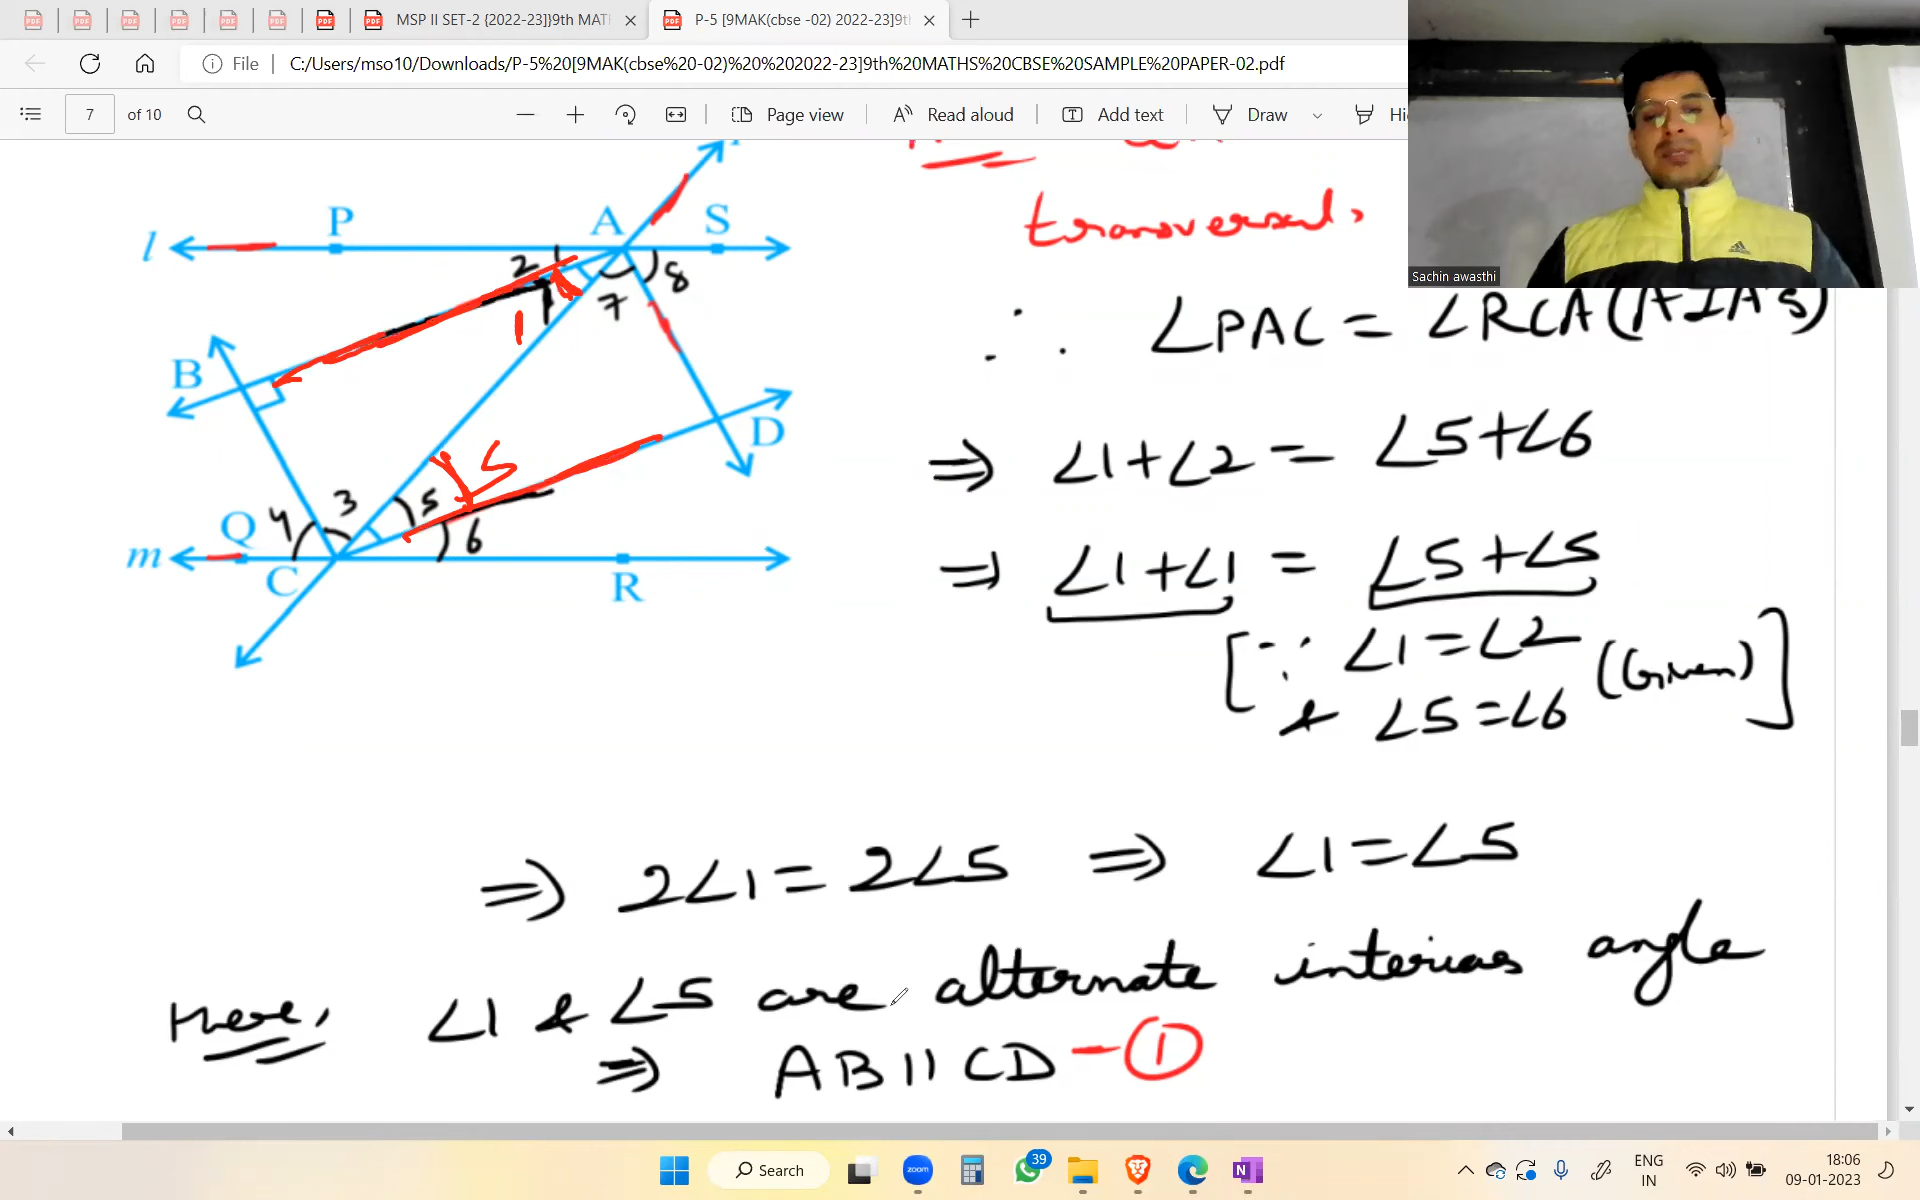 MSP II SET-2 {2022-23]}9th MAT
P-5 [9MAK(cbse -02) 2022-23]9t
File
C:/Users/mso10/Downloads/P-5%20[9MAK(cbse%20-02)%20%202022-23]9th%20MATHS%20CBSE%20SAMPLE%20PAPER-02.pdf
7 of 10
Page view
Read aloud
Add text
Draw
Hi
Sachin awasthi
l P A S
2 1 7 8
B D
4 3 5 S 6
Q
m C R
transversal.
∴ ∠PAC = ∠RCA (AIA's)
⇒ ∠1+∠2 = ∠5+∠6
⇒ ∠1+∠1 = ∠5+∠5
[∵ ∠1=∠2
& ∠5=∠6 (Given)]
⇒ 2∠1 = 2∠5 ⇒ ∠1=∠5
Here, ∠1 & ∠5 are alternate interior angle
⇒ AB || CD - ①
Search
zoom
39
N
ENG
IN
18:06
09-01-2023